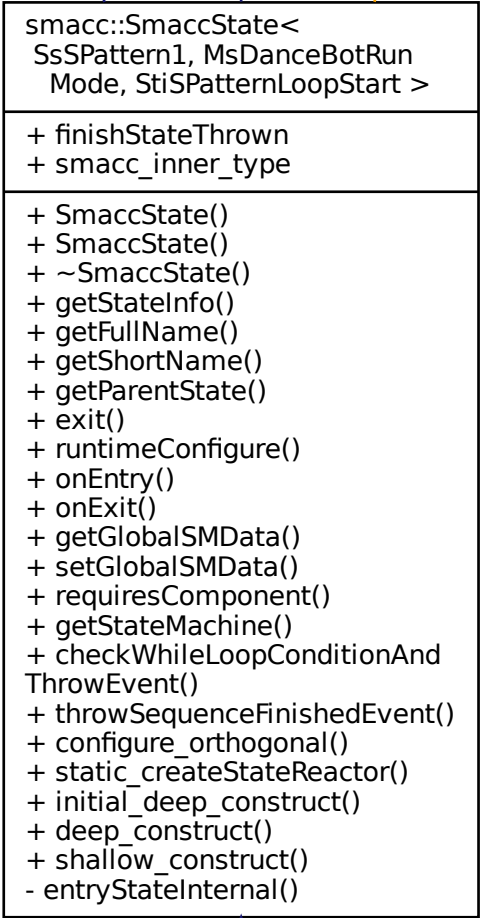 smacc::SmaccState<
SsSPattern1, MsDanceBotRun
Mode, StiSPatternLoopStart >
+ finishStateThrown
+ smacc_inner_type
+ SmaccState()
+ SmaccState()
+ ~SmaccState()
+ getStateInfo()
+ getFullName()
+ getShortName()
+ getParentState()
+ exit()
+ runtimeConfigure()
+ onEntry()
+ onExit()
+ getGlobalSMData()
+ setGlobalSMData()
+ requiresComponent()
+ getStateMachine()
+ checkWhileLoopConditionAnd
ThrowEvent()
+ throwSequenceFinishedEvent()
+ configure_orthogonal()
+ static_createStateReactor()
+ initial_deep_construct()
+ deep_construct()
+ shallow_construct()
- entryStateInternal()